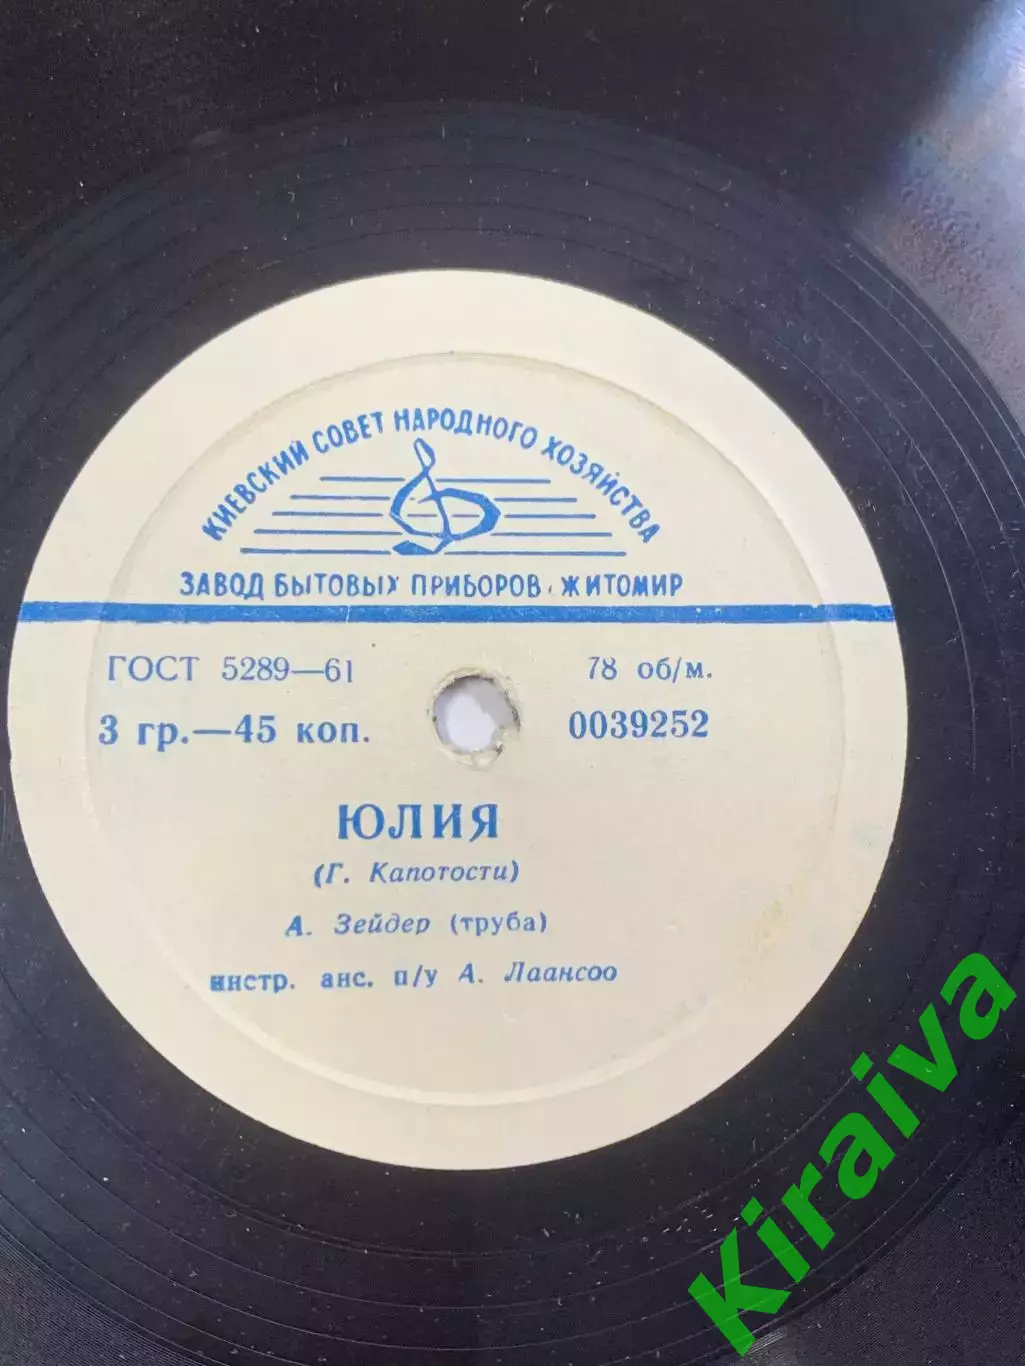 КИЕВСКИЙ СОВЕТ НАРОДНОГО ХОЗЯЙСТВА
ЗАВОД БЫТОВЫХ ПРИБОРОВ, ЖИТОМИР
ГОСТ 5289—61
78 об/м.
3 гр.—45 коп.
0039252
ЮЛИЯ
(Г. Капотости)
А. Зейдер (труба)
инстр. анс. п/у А. Лаансоо
Kiraiva